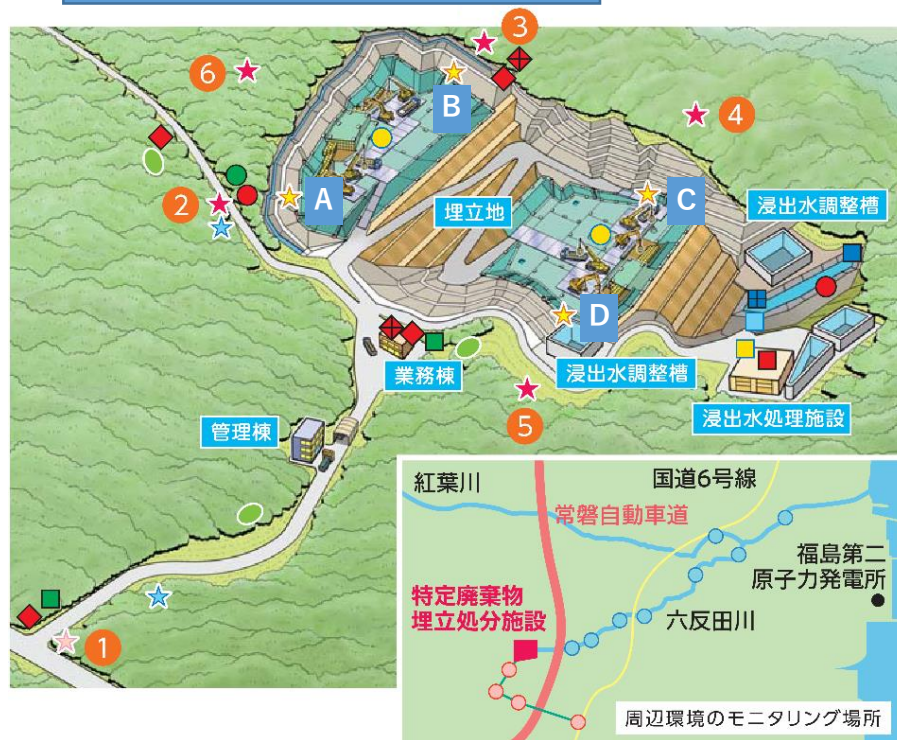 3
6
B
4
A
C
浸出水調整槽
2
埋立地
D
業務棟
浸出水調整槽
管理棟
5
浸出水処理施設
紅葉川
国道6号線
常磐自動車道
福島第二
原子力発電所
特定廃棄物
埋立処分施設
六反田川
1
周辺環境のモニタリング場所